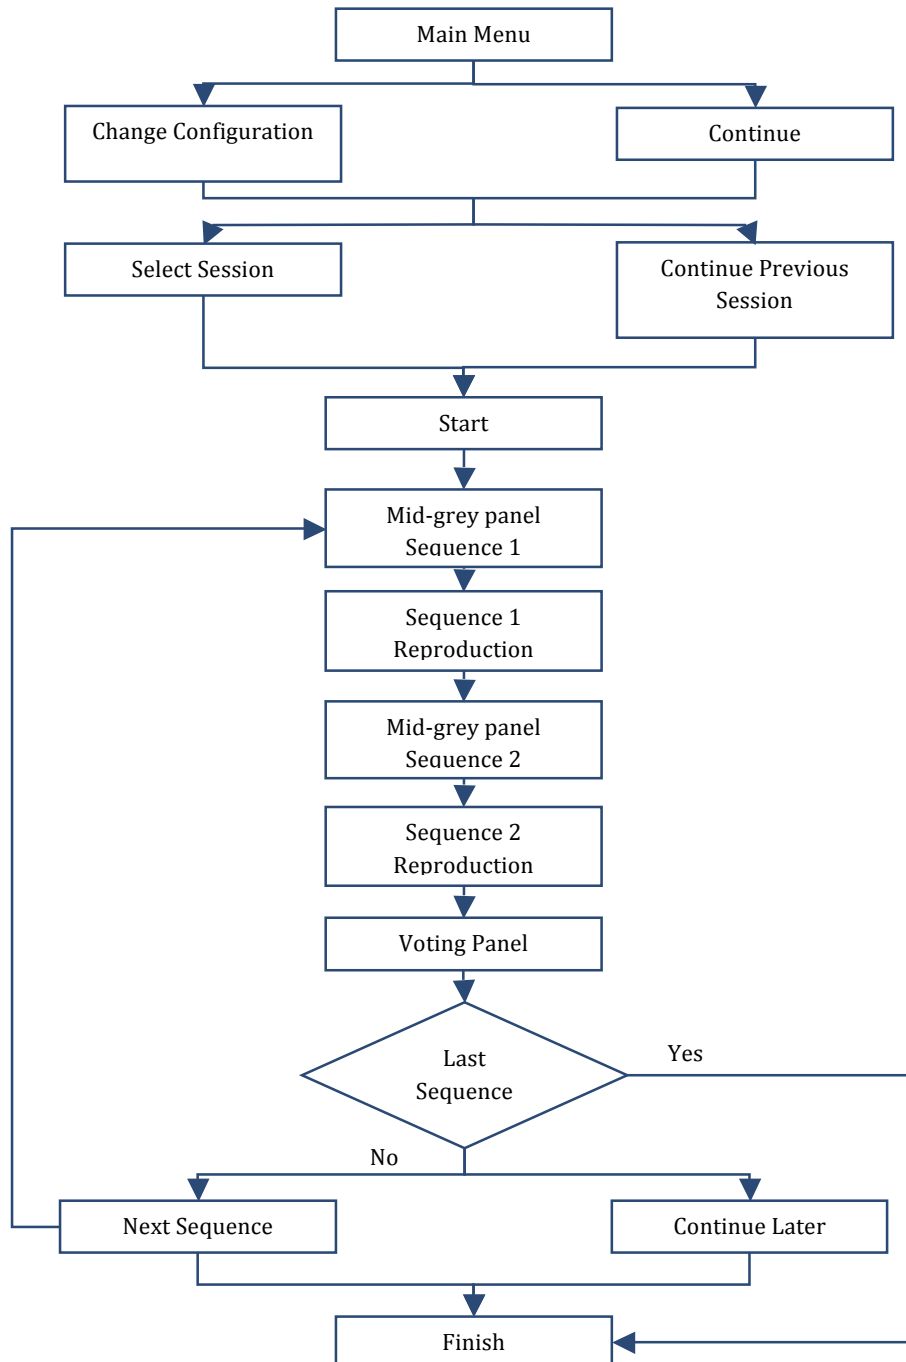 Main Menu
Change Configuration
Continue
Select Session
Continue Previous
Session
Start
Mid-grey panel
Sequence 1
Sequence 1
Reproduction
Mid-grey panel
Sequence 2
Sequence 2
Reproduction
Voting Panel
Last
Sequence
Yes
No
Next Sequence
Continue Later
Finish